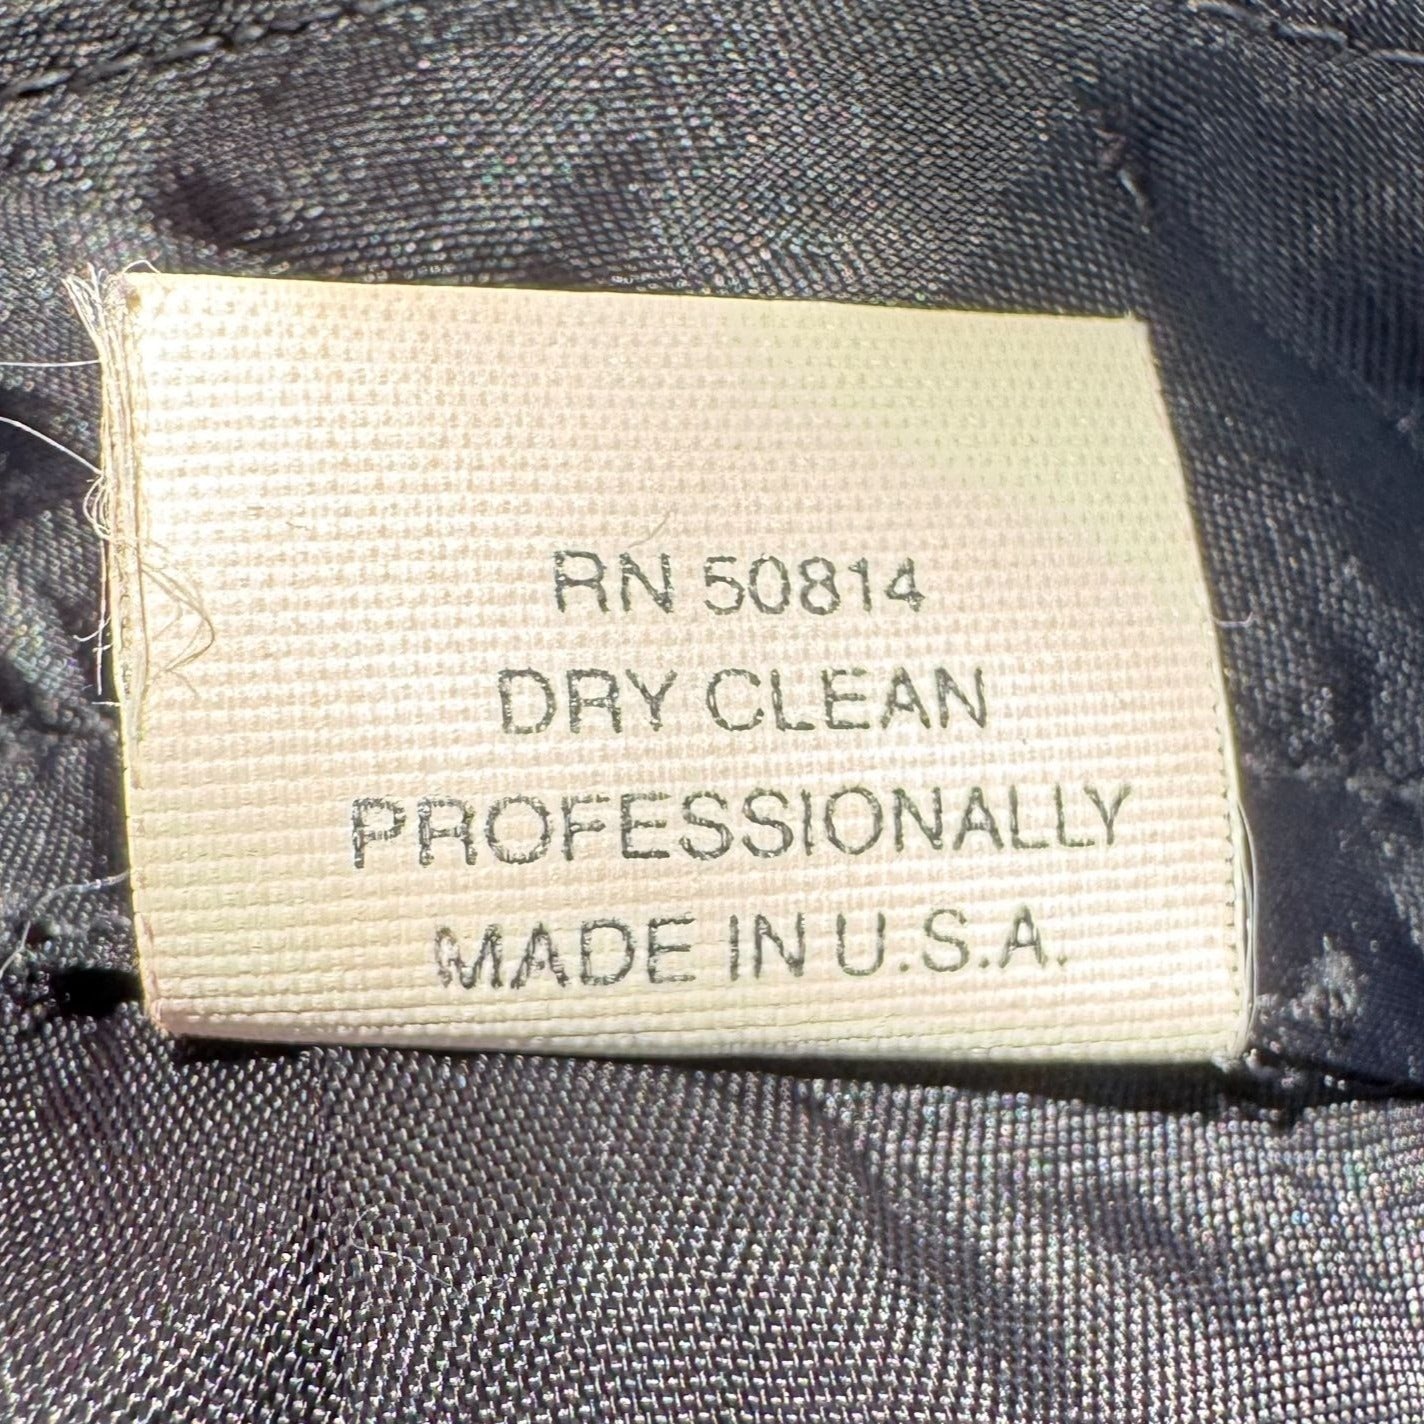 RN 50814
DRY CLEAN
PROFESSIONALLY
MADE IN U.S.A.